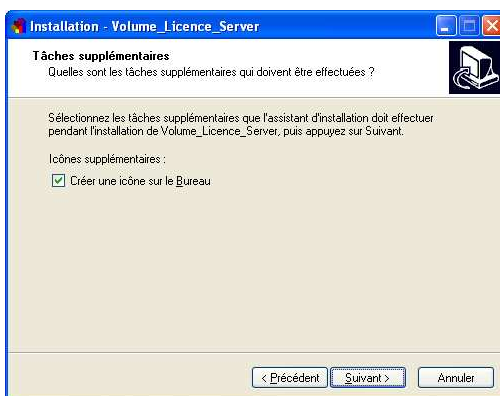 Installation - Volume_Licence_Server
Tâches supplémentaires
Quelles sont les tâches supplémentaires qui doivent être effectuées ?
Sélectionnez les tâches supplémentaires que l'assistant d'installation doit effectuer
pendant l'installation de Volume_Licence_Server, puis appuyez sur Suivant.
Icônes supplémentaires :
Créer une icône sur le Bureau
< Précédent
Suivant >
Annuler